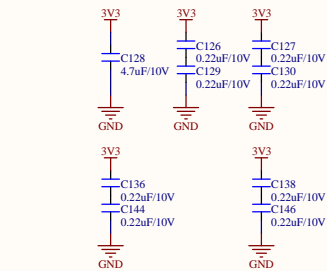 3V3 3V3 3V3
C128
4.7uF/10V
C126
0.22uF/10V
C129
0.22uF/10V
C127
0.22uF/10V
C130
0.22uF/10V
GND GND GND
3V3 3V3
C136
0.22uF/10V
C144
0.22uF/10V
C138
0.22uF/10V
C146
0.22uF/10V
GND GND